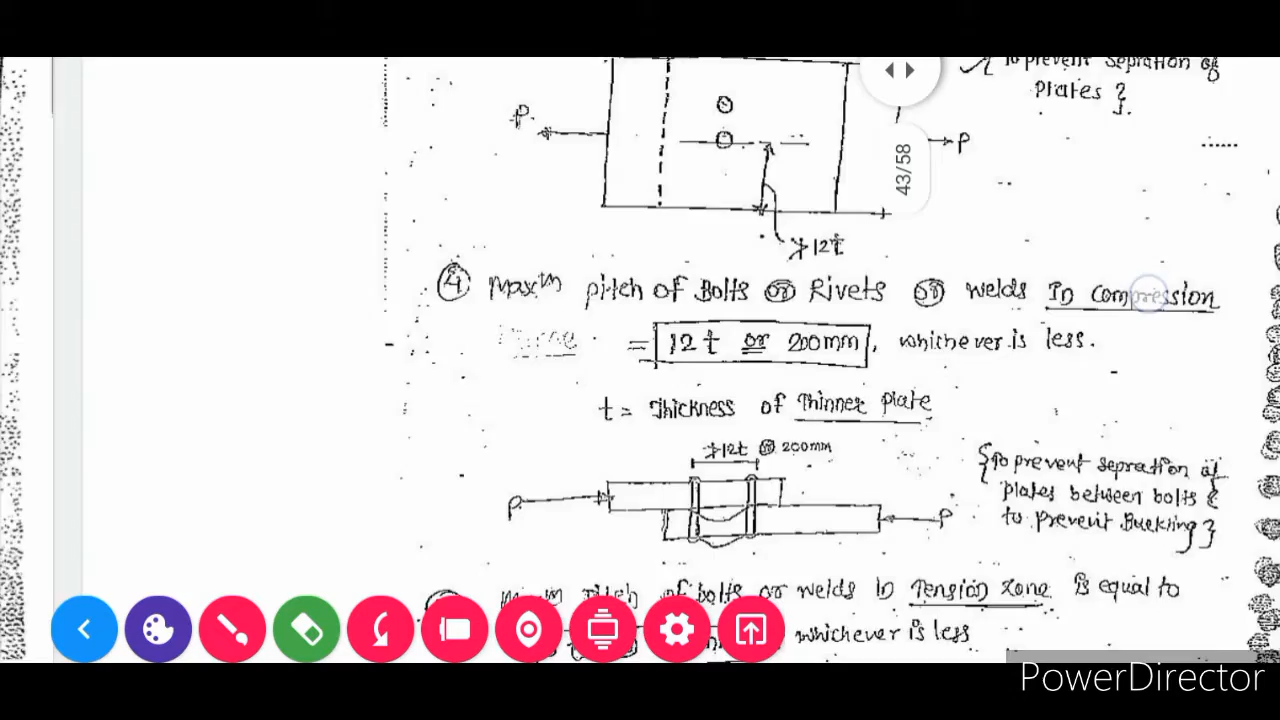 To prevent Sepration of
Plates }
P
P
43/58
≯12t
④ Maxm pitch of Bolts or Rivets or welds In compression
= 12 t or 200mm, whichever is less.
t = Thickness of Thinner plate
≯12t or 200mm
{To prevent sepration of
plates between bolts &
to prevent Buckling}
P
P
pitch of bolts or welds In Tension zone is equal to
whichever is less
PowerDirector